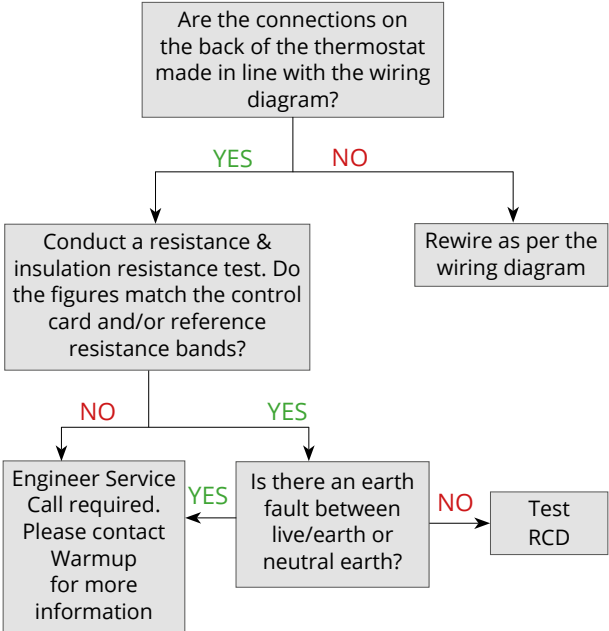 Are the connections on
the back of the thermostat
made in line with the wiring
diagram?
YES
NO
Conduct a resistance &
insulation resistance test. Do
the figures match the control
card and/or reference
resistance bands?
Rewire as per the
wiring diagram
NO
YES
Engineer Service
Call required.
Please contact
Warmup
for more
information
YES
Is there an earth
fault between
live/earth or
neutral earth?
NO
Test
RCD